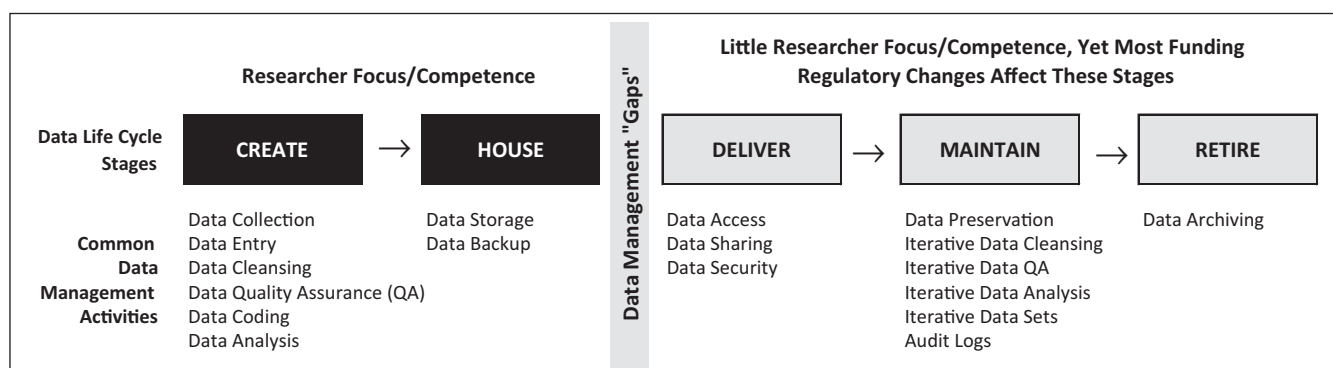 Researcher Focus/Competence
Little Researcher Focus/Competence, Yet Most Funding
Regulatory Changes Affect These Stages
Data Life Cycle
Stages
CREATE
→
HOUSE
Data Management "Gaps"
DELIVER
→
MAINTAIN
→
RETIRE
Common
Data
Management
Activities
Data Collection
Data Entry
Data Cleansing
Data Quality Assurance (QA)
Data Coding
Data Analysis
Data Storage
Data Backup
Data Access
Data Sharing
Data Security
Data Preservation
Iterative Data Cleansing
Iterative Data QA
Iterative Data Analysis
Iterative Data Sets
Audit Logs
Data Archiving